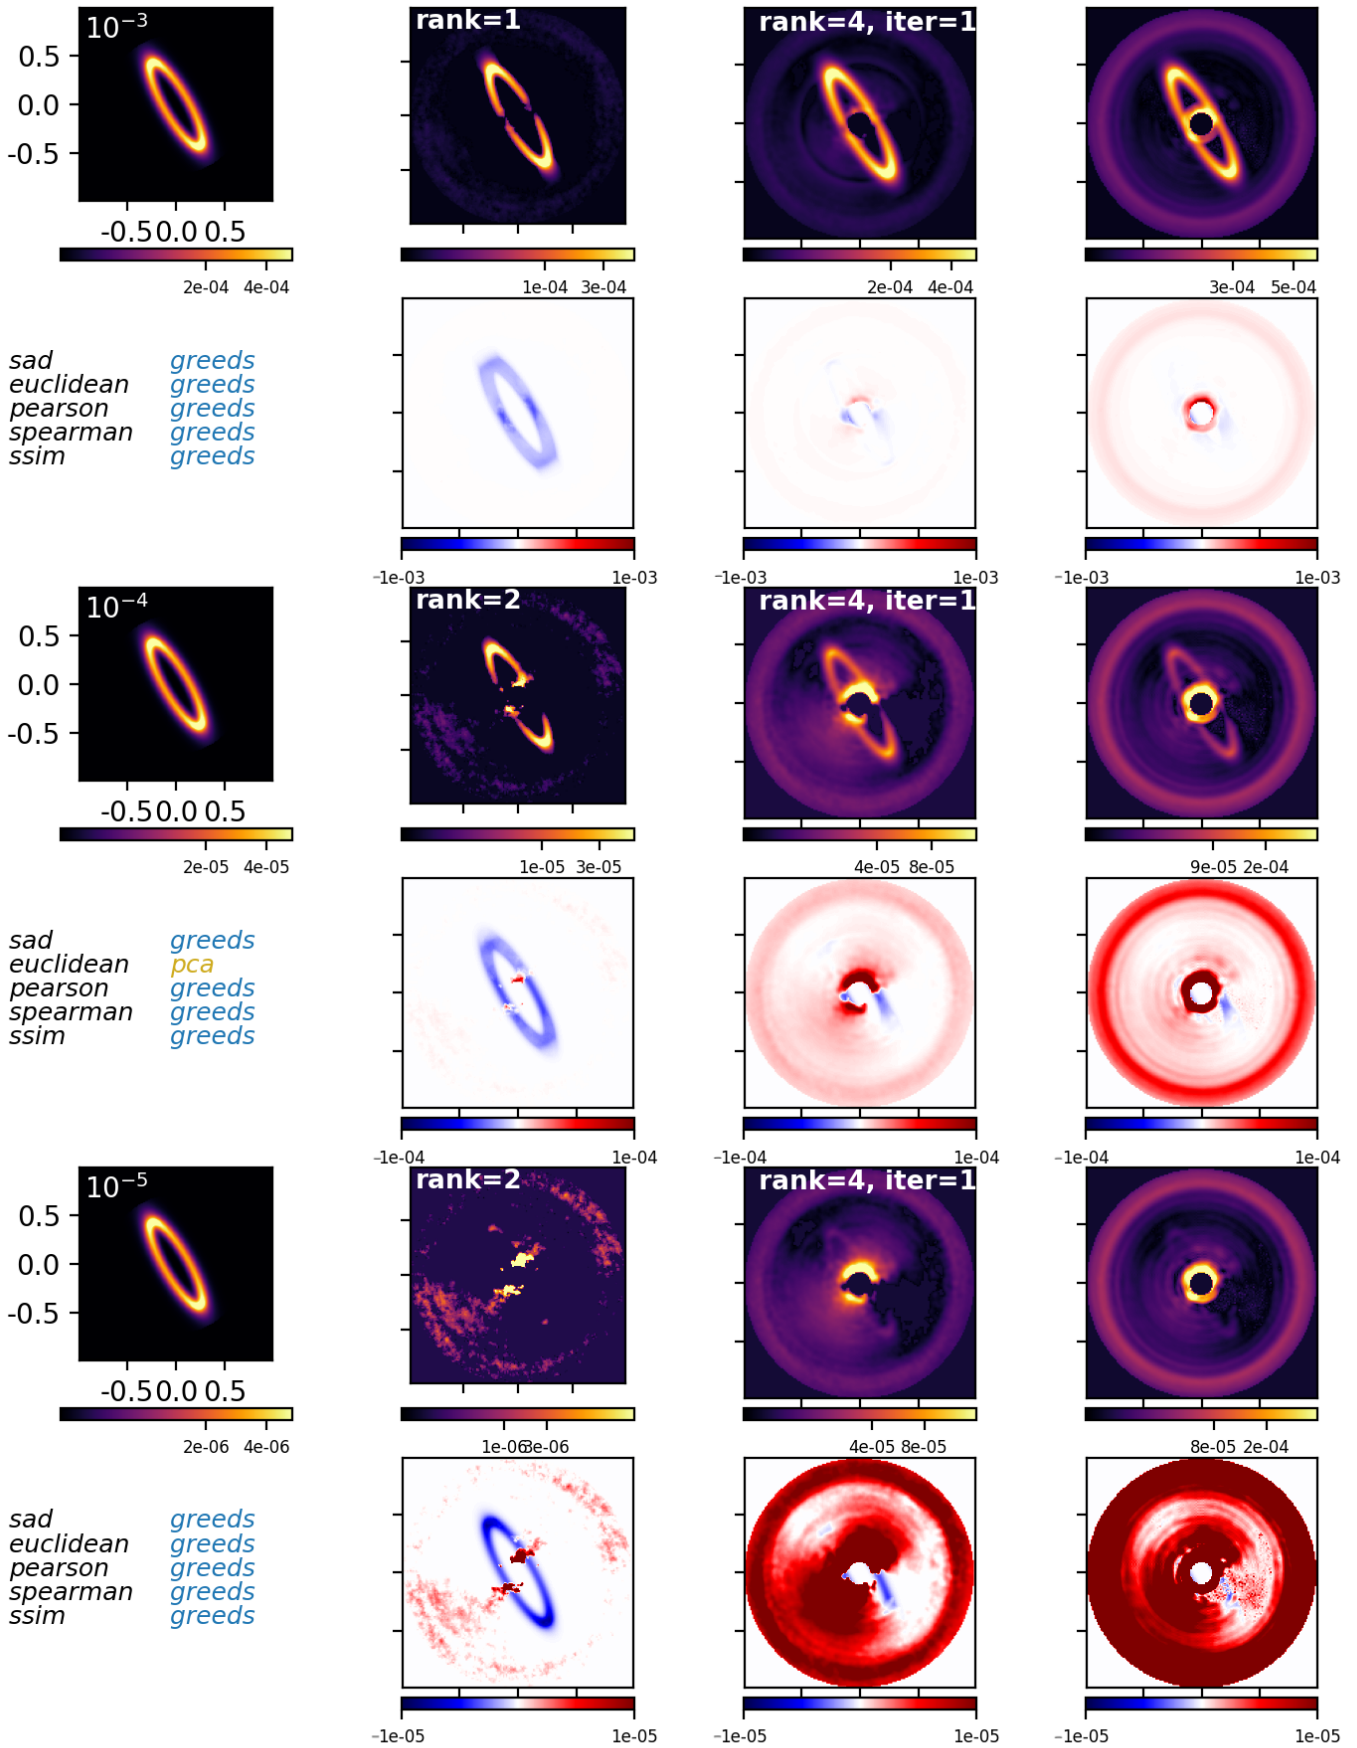 10−3
rank=1
rank=4, iter=1
0.5
0.0
-0.5
-0.5 0.0 0.5
2e-04 4e-04
1e-04 3e-04
2e-04 4e-04
3e-04 5e-04
sad greeds
euclidean greeds
pearson greeds
spearman greeds
ssim greeds
−1e-03 1e-03
−1e-03 1e-03
−1e-03 1e-03
10−4
rank=2
rank=4, iter=1
0.5
0.0
-0.5
-0.5 0.0 0.5
2e-05 4e-05
1e-05 3e-05
4e-05 8e-05
9e-05 2e-04
sad greeds
euclidean pca
pearson greeds
spearman greeds
ssim greeds
−1e-04 1e-04
−1e-04 1e-04
−1e-04 1e-04
10−5
rank=2
rank=4, iter=1
0.5
0.0
-0.5
-0.5 0.0 0.5
2e-06 4e-06
1e-06 3e-06
4e-05 8e-05
8e-05 2e-04
sad greeds
euclidean greeds
pearson greeds
spearman greeds
ssim greeds
−1e-05 1e-05
−1e-05 1e-05
−1e-05 1e-05